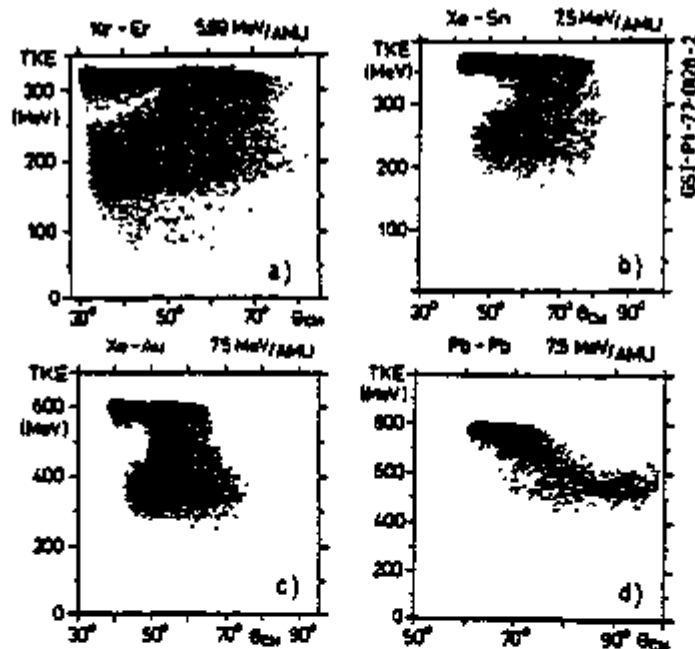 Kr - Er MeV/AMU
TKE
300
(MeV)
200
100
0
30° 50° 70° θCM
a)
Xe - Sn 7.5 MeV/AMU
TKE
(MeV)
300
200
100
30° 50° 70° θCM 90°
b)
Xe - Au 7.5 MeV/AMU
TKE
600
(MeV)
400
200
0
30° 50° 70° θCM 90°
c)
Pb - Pb 7.5 MeV/AMU
TKE
(MeV)
800
400
0
50° 70° 90° θCM
d)